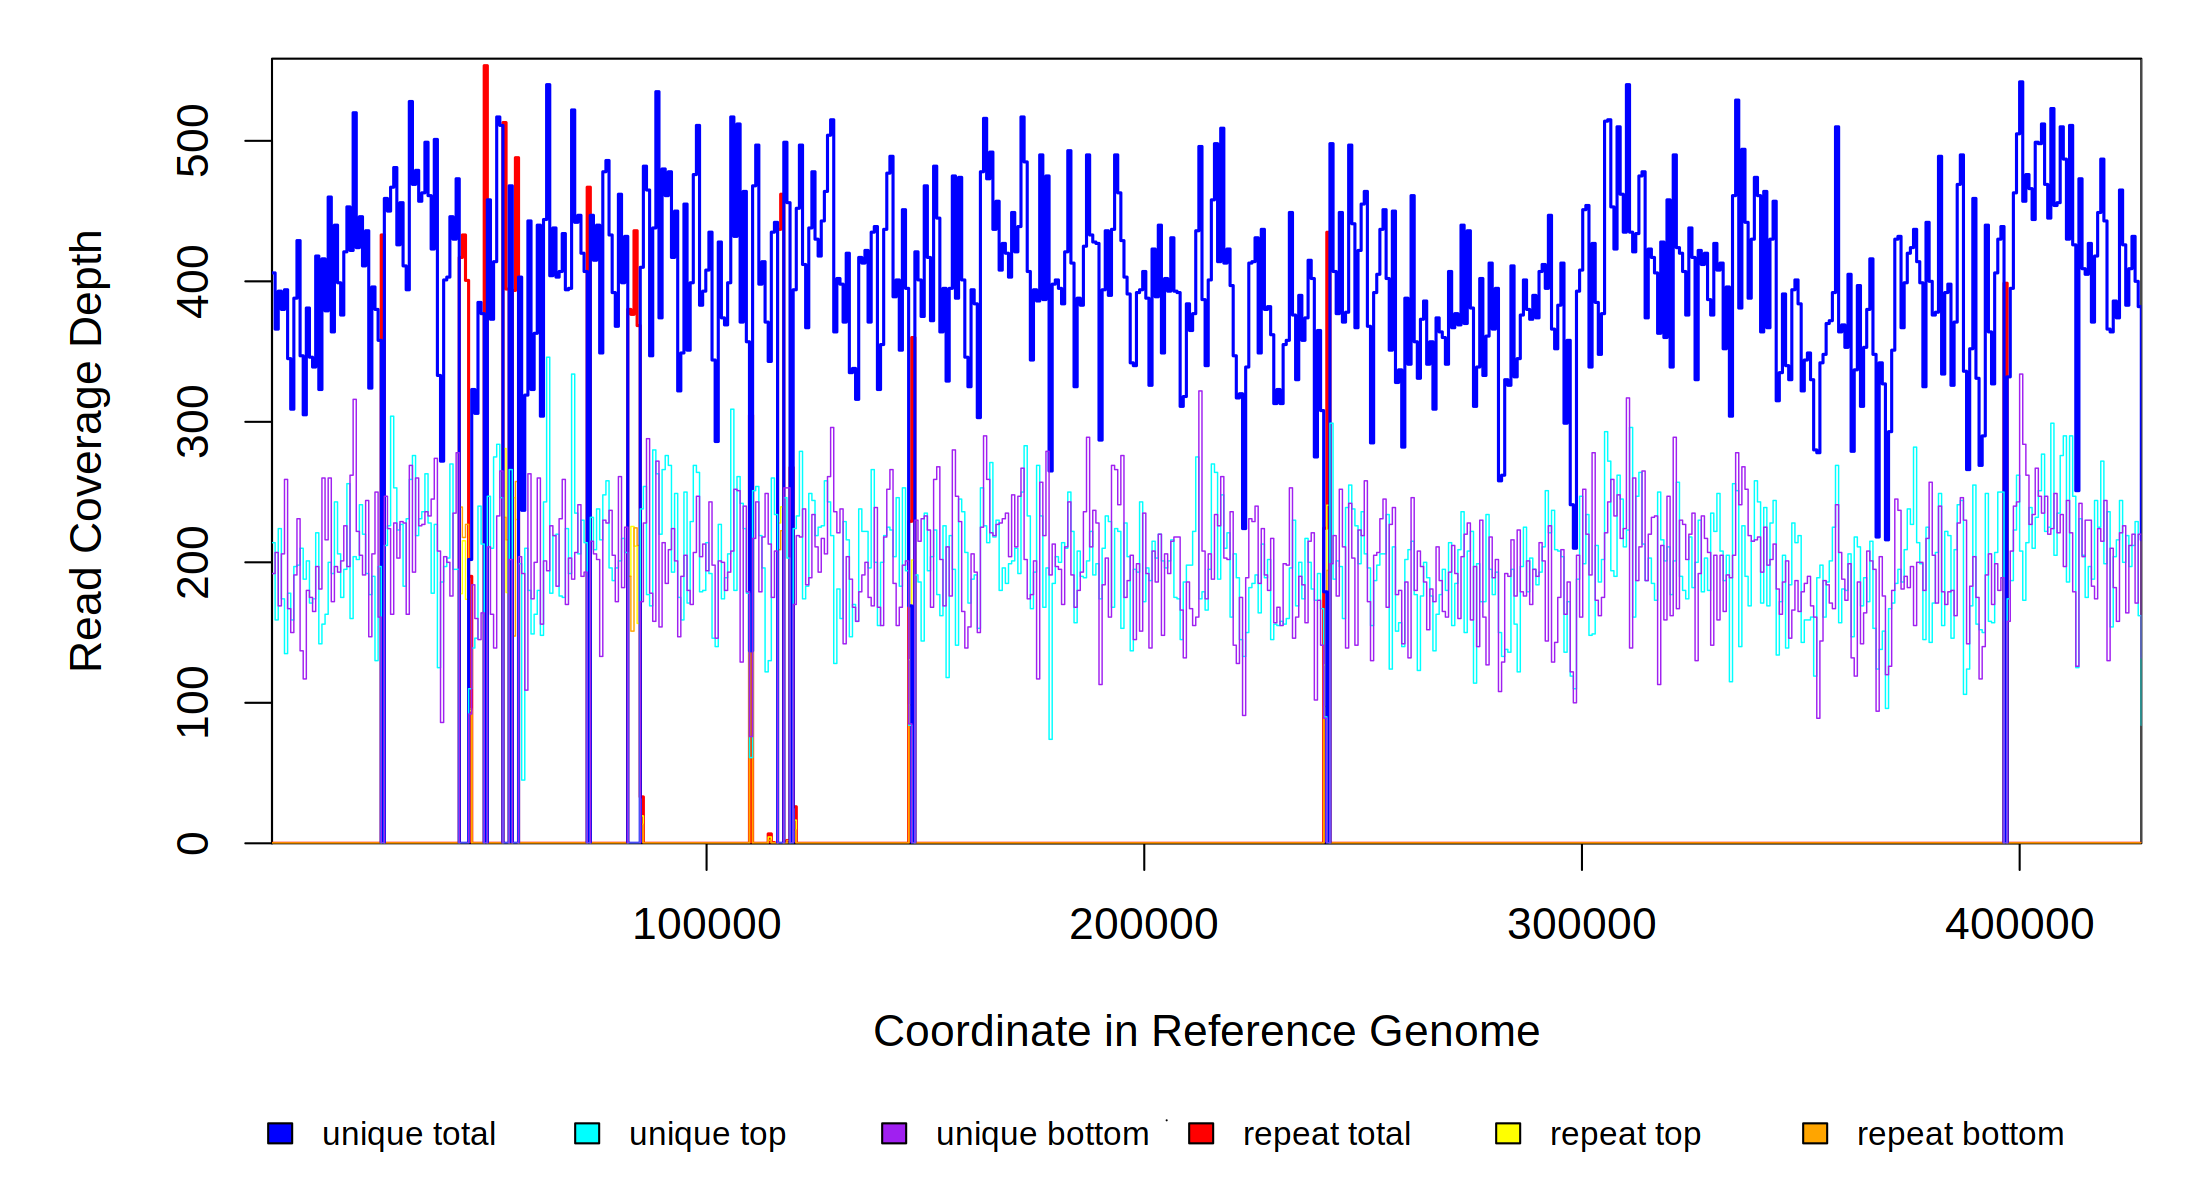 500
400
300
200
100
0
Read Coverage Depth
100000 200000 300000 400000
Coordinate in Reference Genome
unique total unique top unique bottom repeat total repeat top repeat bottom